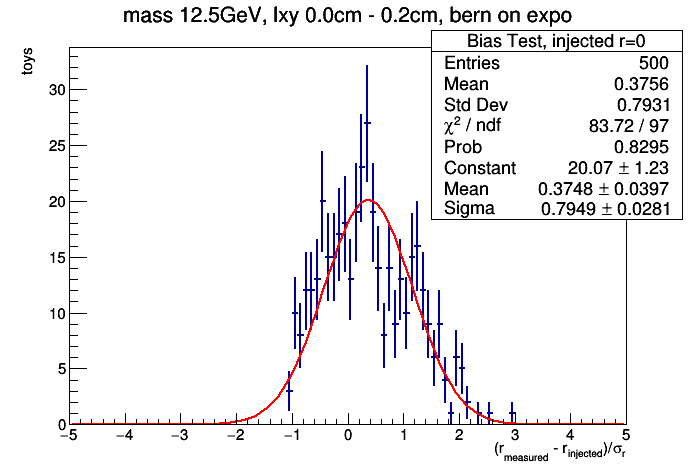 mass 12.5GeV, lxy 0.0cm - 0.2cm, bern on expo
Bias Test, injected r=0
Entries 500
Mean 0.3756
Std Dev 0.7931
χ² / ndf 83.72 / 97
Prob 0.8295
Constant 20.07 ± 1.23
Mean 0.3748 ± 0.0397
Sigma 0.7949 ± 0.0281
toys
30
25
20
15
10
5
0
−5 −4 −3 −2 −1 0 1 2 3 4 5
(r_measured - r_injected)/σ_r